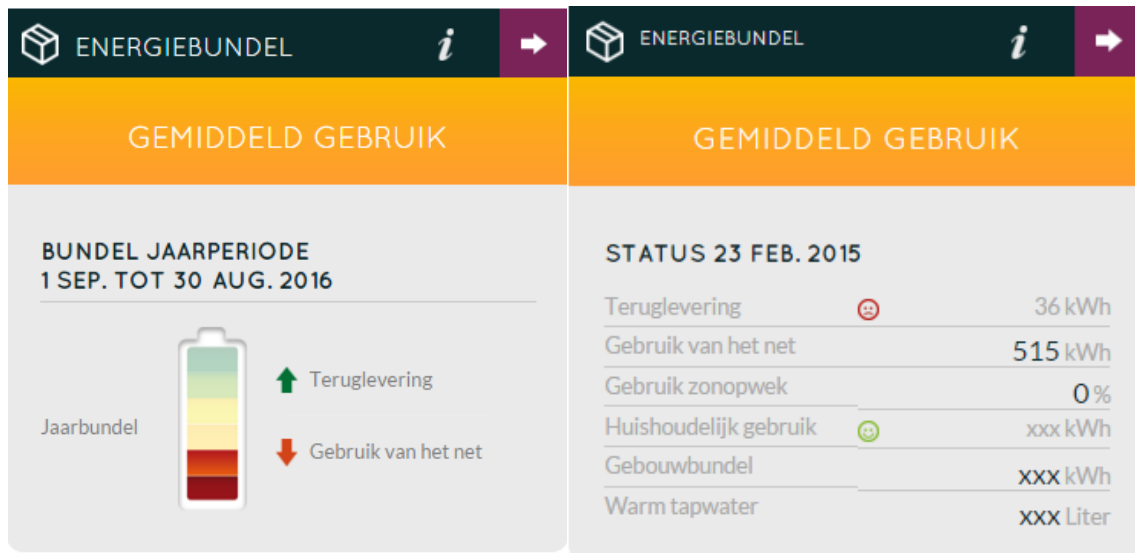 ENERGIEBUNDEL i
GEMIDDELD GEBRUIK
BUNDEL JAARPERIODE
1 SEP. TOT 30 AUG. 2016
Jaarbundel
Teruglevering
Gebruik van het net
ENERGIEBUNDEL i
GEMIDDELD GEBRUIK
STATUS 23 FEB. 2015
Teruglevering 36 kWh
Gebruik van het net 515 kWh
Gebruik zonopwek 0 %
Huishoudelijk gebruik xxx kWh
Gebouwbundel xxx kWh
Warm tapwater xxx Liter